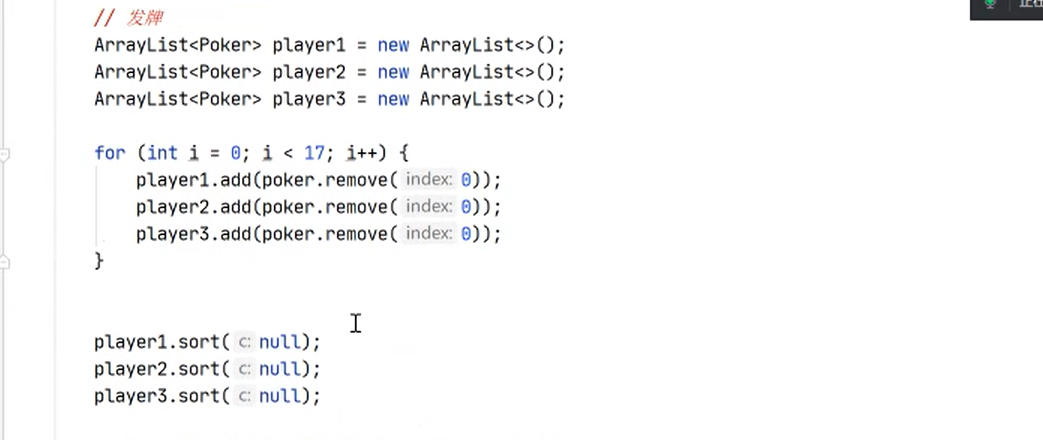 // 发牌
正在
ArrayList<Poker> player1 = new ArrayList<>();
ArrayList<Poker> player2 = new ArrayList<>();
ArrayList<Poker> player3 = new ArrayList<>();
for (int i = 0; i < 17; i++) {
player1.add(poker.remove( index: 0));
player2.add(poker.remove( index: 0));
player3.add(poker.remove( index: 0));
}
player1.sort( c: null);
player2.sort( c: null);
player3.sort( c: null);